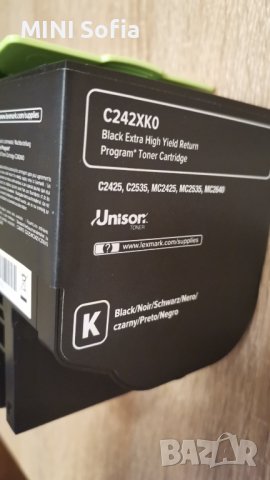 MINI Sofia
C242XK0
Black Extra High Yield Return
Program* Toner Cartridge
C2425, C2535, MC2425, MC2535, MC2640
Unison
TONER
www.lexmark.com/supplies
K
Black/Noir/Schwarz/Nero/
czarny/Preto/Negro
BAZAR